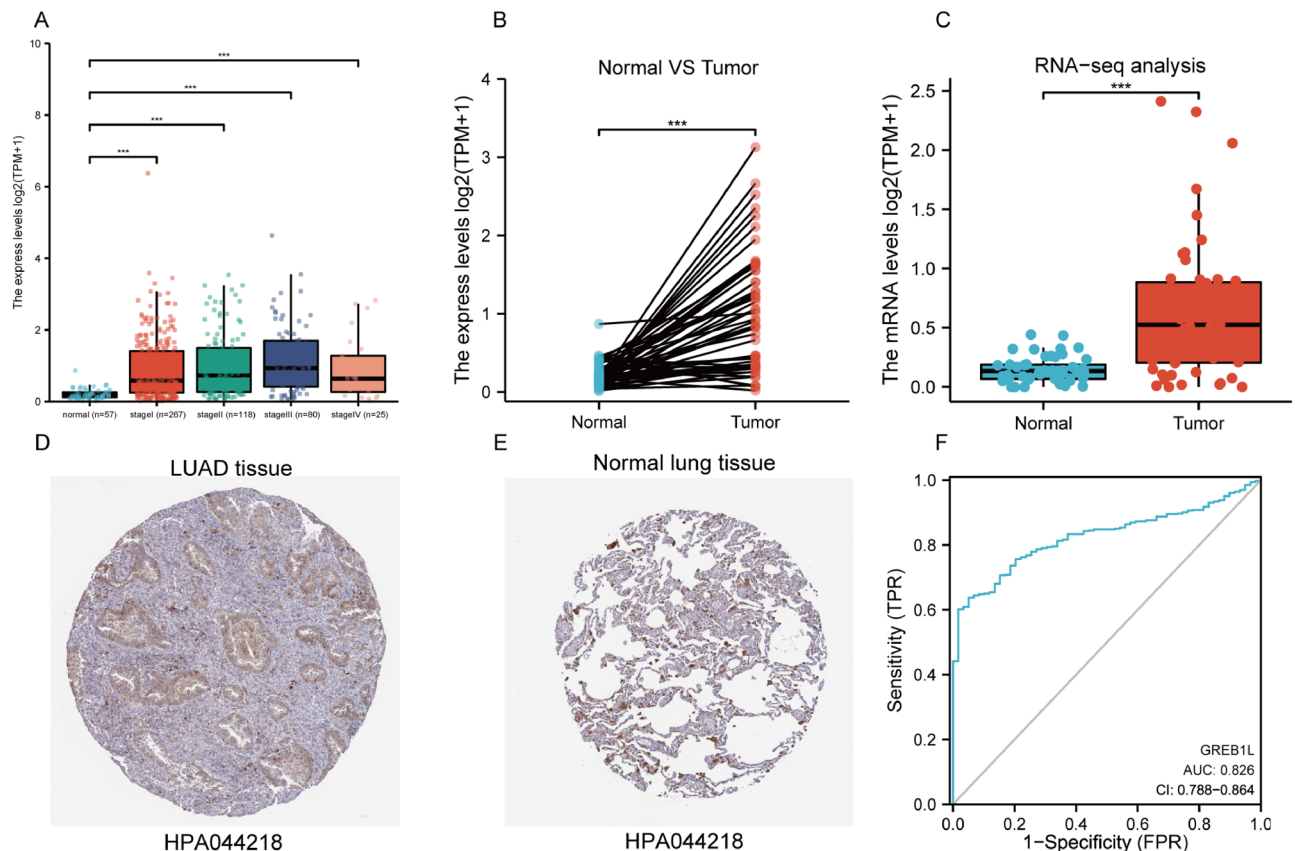 A
The express levels log2(TPM+1)
10
8
6
4
2
0
***
***
***
***
normal (n=57)
stageI (n=267)
stageII (n=118)
stageIII (n=80)
stageIV (n=25)
B
Normal VS Tumor
The express levels log2(TPM+1)
4
3
2
1
0
***
Normal
Tumor
C
RNA−seq analysis
The mRNA levels log2(TPM+1)
2.5
2.0
1.5
1.0
0.5
0.0
***
Normal
Tumor
D
LUAD tissue
HPA044218
E
Normal lung tissue
HPA044218
F
Sensitivity (TPR)
1.0
0.8
0.6
0.4
0.2
0.0
GREB1L
AUC: 0.826
CI: 0.788−0.864
0.0
0.2
0.4
0.6
0.8
1.0
1−Specificity (FPR)